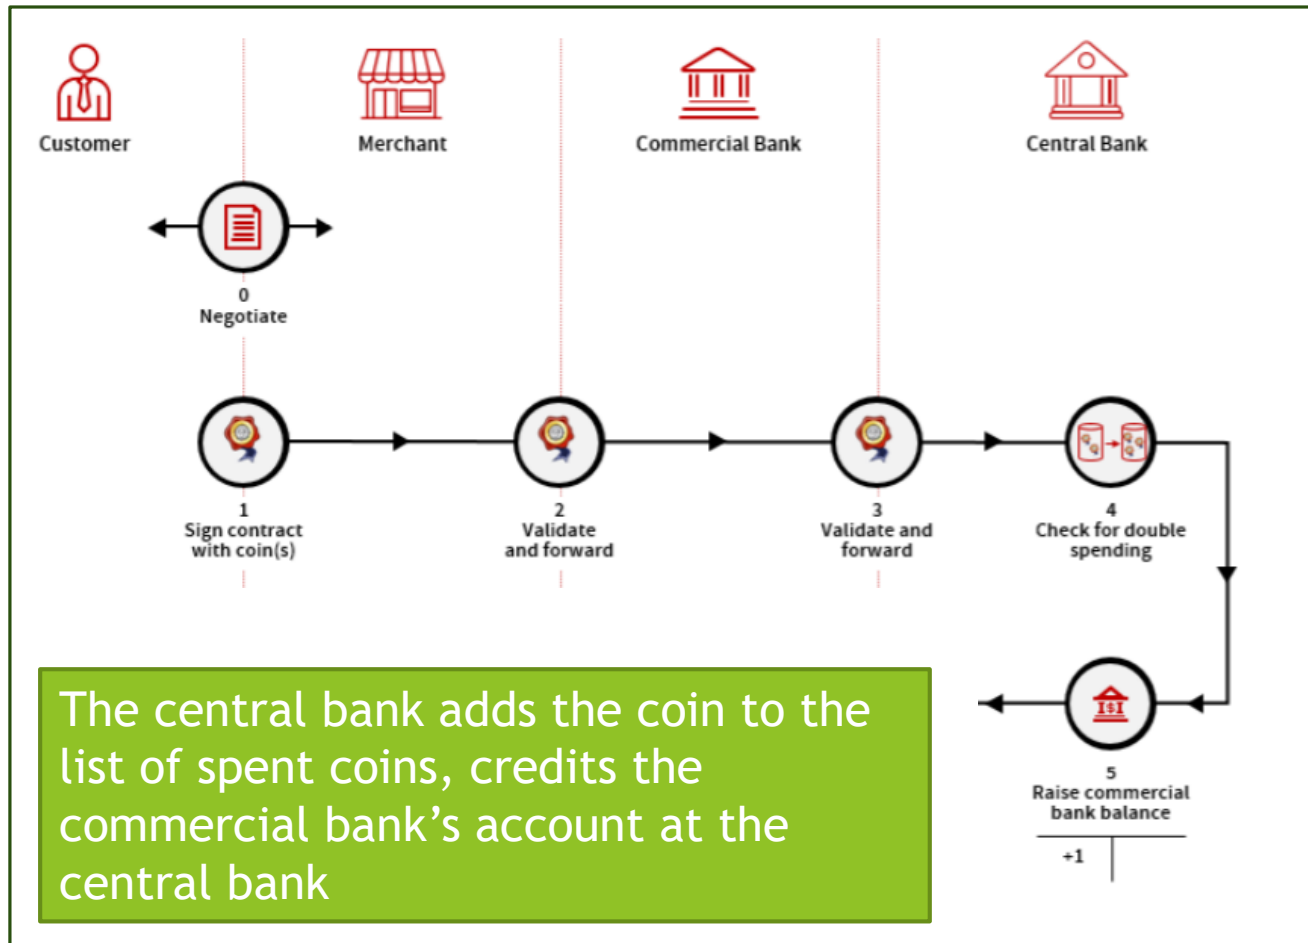 Customer
Merchant
Commercial Bank
Central Bank
0
Negotiate
1
Sign contract
with coin(s)
2
Validate
and forward
3
Validate and
forward
4
Check for double
spending
5
Raise commercial
bank balance
+1
The central bank adds the coin to the
list of spent coins, credits the
commercial bank’s account at the
central bank